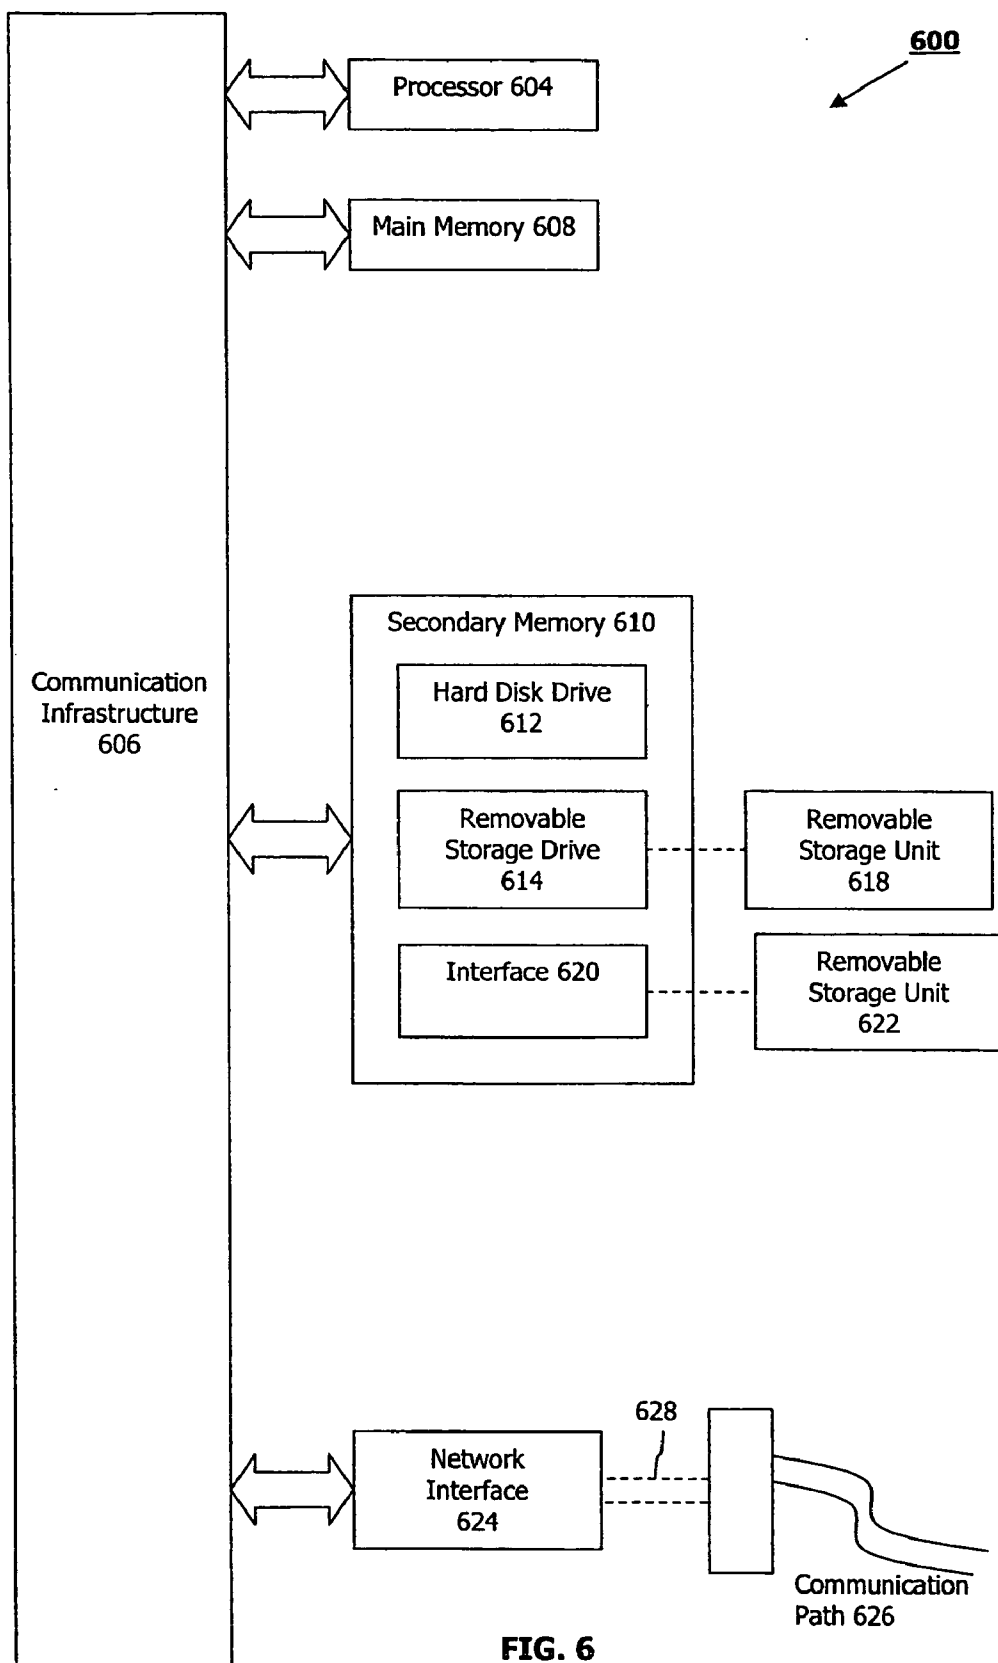 600
Processor 604
Main Memory 608
Communication
Infrastructure
606
Secondary Memory 610
Hard Disk Drive
612
Removable
Storage Drive
614
Removable
Storage Unit
618
Interface 620
Removable
Storage Unit
622
628
Network
Interface
624
Communication
Path 626
FIG. 6